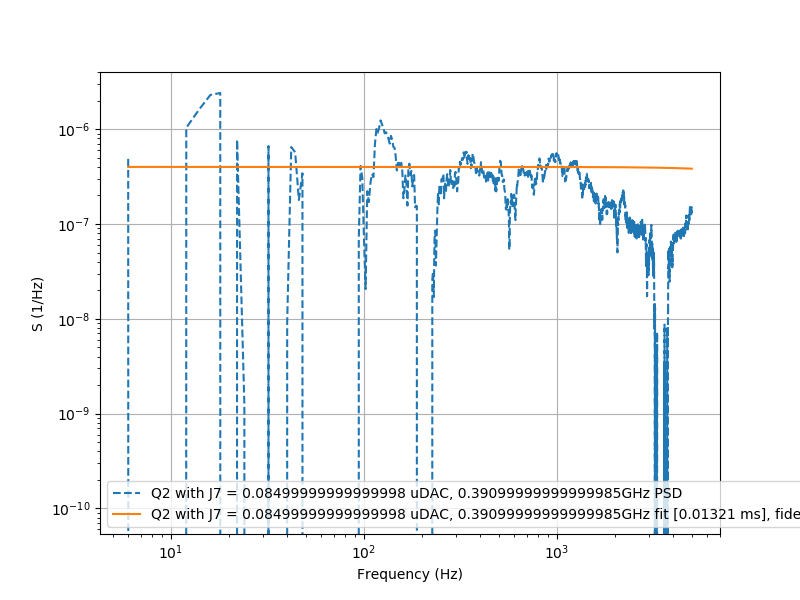 S (1/Hz)
10⁻⁶
10⁻⁷
10⁻⁸
10⁻⁹
10⁻¹⁰
Q2 with J7 = 0.08499999999999998 uDAC, 0.39099999999999985GHz PSD
Q2 with J7 = 0.08499999999999998 uDAC, 0.39099999999999985GHz fit [0.01321 ms], fide
10¹ 10² 10³
Frequency (Hz)